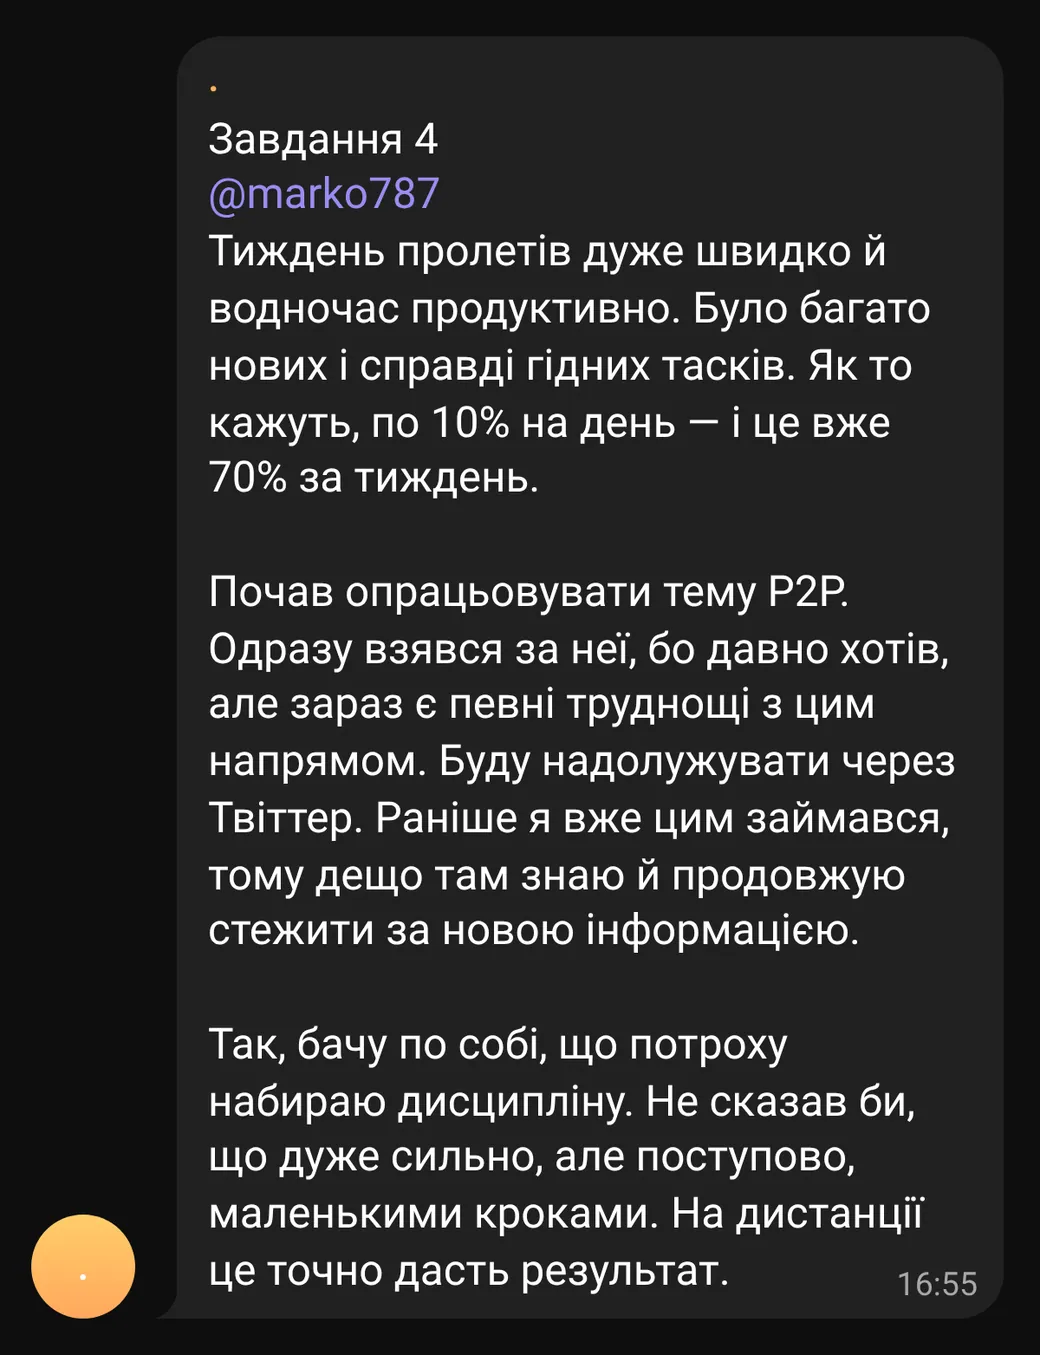 .
Завдання 4
@marko787
Тиждень пролетів дуже швидко й
водночас продуктивно. Було багато
нових і справді гідних тасків. Як то
кажуть, по 10% на день — і це вже
70% за тиждень.
Почав опрацьовувати тему P2P.
Одразу взявся за неї, бо давно хотів,
але зараз є певні труднощі з цим
напрямом. Буду надолужувати через
Твіттер. Раніше я вже цим займався,
тому дещо там знаю й продовжую
стежити за новою інформацією.
Так, бачу по собі, що потроху
набираю дисципліну. Не сказав би,
що дуже сильно, але поступово,
маленькими кроками. На дистанції
це точно дасть результат.
16:55
.